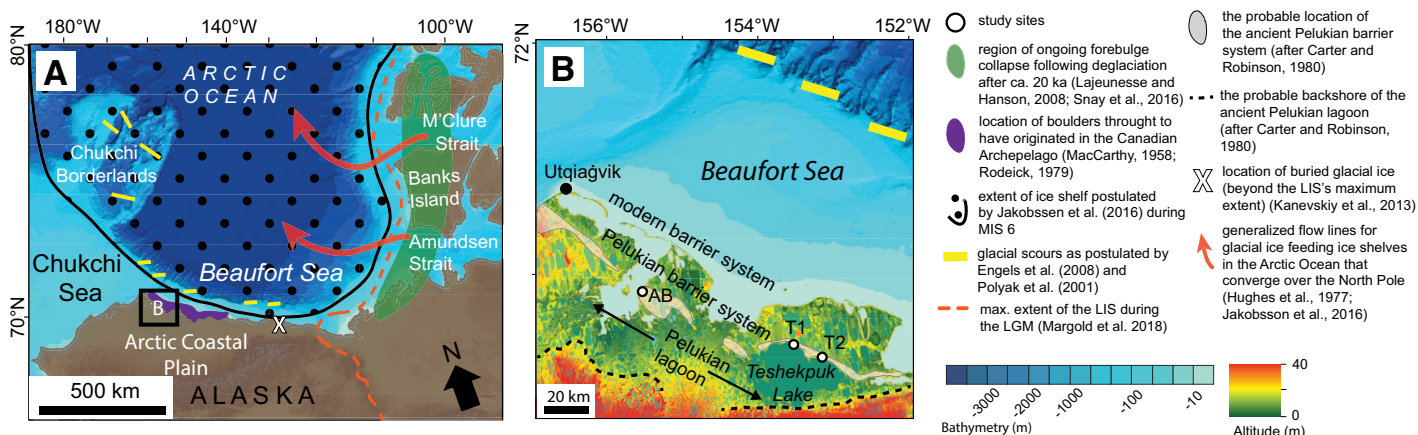 180°W
140°W
100°W
80°N
70°N
A
ARCTIC
OCEAN
M'Clure
Strait
Chukchi
Borderlands
Banks
Island
Amundsen
Strait
Chukchi
Sea
Beaufort Sea
B
X
Arctic Coastal
Plain
N
500 km
ALASKA
156°W
154°W
152°W
72°N
B
Beaufort Sea
Utqiaġvik
modern barrier system
Pelukian barrier system
AB
T1
T2
Pelukian
lagoon
Teshekpuk
Lake
20 km
study sites
region of ongoing forebulge
collapse following deglaciation
after ca. 20 ka (Lajeunesse and
Hanson, 2008; Snay et al., 2016)
location of boulders throught to
have originated in the Canadian
Archepelago (MacCarthy, 1958;
Rodeick, 1979)
extent of ice shelf postulated
by Jakobssen et al. (2016) during
MIS 6
glacial scours as postulated by
Engels et al. (2008) and
Polyak et al. (2001)
max. extent of the LIS during
the LGM (Margold et al. 2018)
the probable location of
the ancient Pelukian barrier
system (after Carter and
Robinson, 1980)
the probable backshore of the
ancient Pelukian lagoon
(after Carter and Robinson,
1980)
X
location of buried glacial ice
(beyond the LIS's maximum
extent) (Kanevskiy et al., 2013)
generalized flow lines for
glacial ice feeding ice shelves
in the Arctic Ocean that
converge over the North Pole
(Hughes et al., 1977;
Jakobsson et al., 2016)
-3000
-2000
-1000
-100
-10
Bathymetry (m)
40
0
Altitude (m)